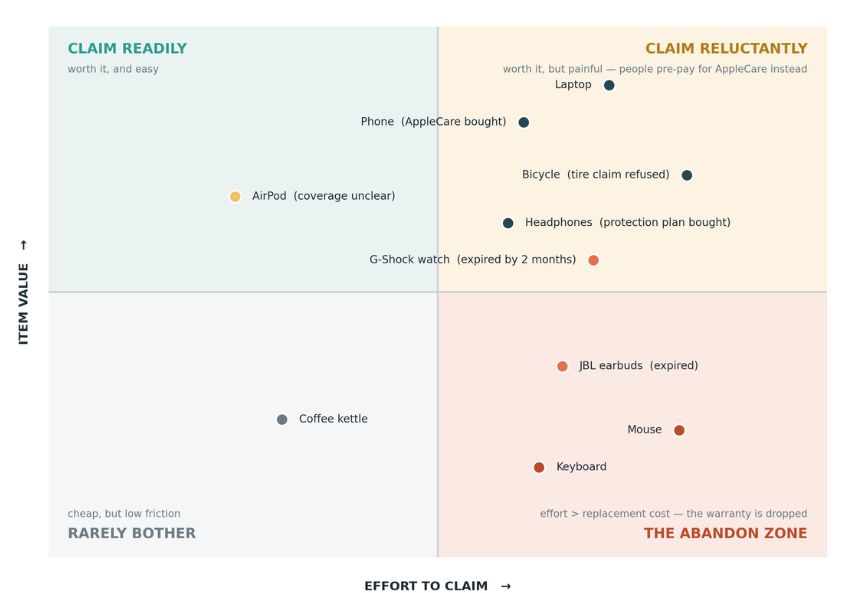 CLAIM READILY
worth it, and easy
CLAIM RELUCTANTLY
worth it, but painful — people pre-pay for AppleCare instead
Laptop
Phone (AppleCare bought)
Bicycle (tire claim refused)
AirPod (coverage unclear)
Headphones (protection plan bought)
G-Shock watch (expired by 2 months)
ITEM VALUE →
JBL earbuds (expired)
Coffee kettle
Mouse
Keyboard
cheap, but low friction
RARELY BOTHER
effort > replacement cost — the warranty is dropped
THE ABANDON ZONE
EFFORT TO CLAIM →